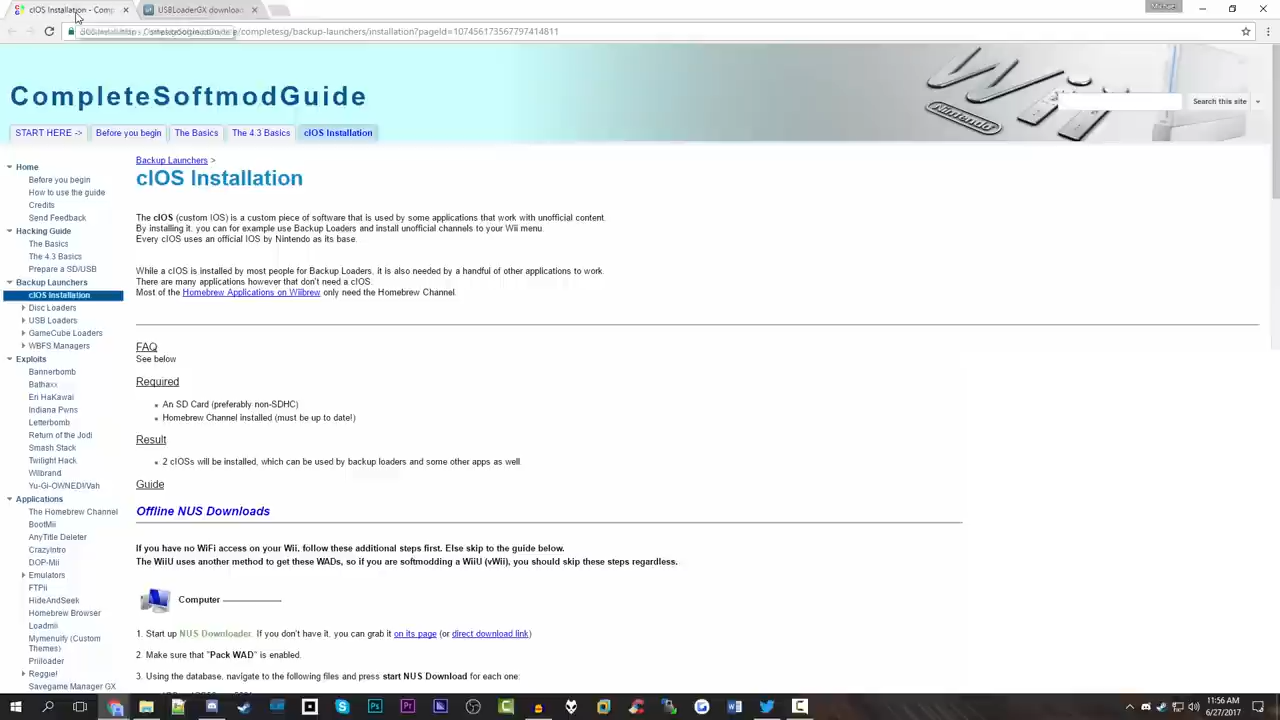 cIOS Installation - Comp
USBLoaderGX download
Michael
/completesg/backup-launchers/installation?pageId=107456173567797414811
CompleteSoftmodGuide
Wii
Nintendo
Search this site
START HERE ->
Before you begin
The Basics
The 4.3 Basics
cIOS Installation
Home
Before you begin
How to use the guide
Credits
Send Feedback
Hacking Guide
The Basics
The 4.3 Basics
Prepare a SD/USB
Backup Launchers
cIOS Installation
Disc Loaders
USB Loaders
GameCube Loaders
WBFS Managers
Exploits
Bannerbomb
Bathaxx
Eri HaKawai
Indiana Pwns
Letterbomb
Return of the Jodi
Smash Stack
Twilight Hack
Wilbrand
Yu-Gi-OWNED!/Vah
Applications
The Homebrew Channel
BootMii
AnyTitle Deleter
CrazyIntro
DOP-Mii
Emulators
FTPii
HideAndSeek
Homebrew Browser
Loadmii
Mymenuify (Custom
Themes)
Priiloader
Reggie!
Savegame Manager GX
Backup Launchers >
cIOS Installation
The cIOS (custom IOS) is a custom piece of software that is used by some applications that work with unofficial content.
By installing it, you can for example use Backup Loaders and install unofficial channels to your Wii menu.
Every cIOS uses an official IOS by Nintendo as its base.
While a cIOS is installed by most people for Backup Loaders, it is also needed by a handful of other applications to work.
There are many applications however that don't need a cIOS.
Most of the Homebrew Applications on Wiibrew only need the Homebrew Channel.
FAQ
See below
Required
An SD Card (preferably non-SDHC)
Homebrew Channel installed (must be up to date!)
Result
2 cIOSs will be installed, which can be used by backup loaders and some other apps as well.
Guide
Offline NUS Downloads
If you have no WiFi access on your Wii, follow these additional steps first. Else skip to the guide below.
The WiiU uses another method to get these WADs, so if you are softmodding a WiiU (vWii), you should skip these steps regardless.
Computer
1. Start up NUS Downloader. If you don't have it, you can grab it on its page (or direct download link)
2. Make sure that "Pack WAD" is enabled.
3. Using the database, navigate to the following files and press start NUS Download for each one:
11:56 AM
6/27/2017